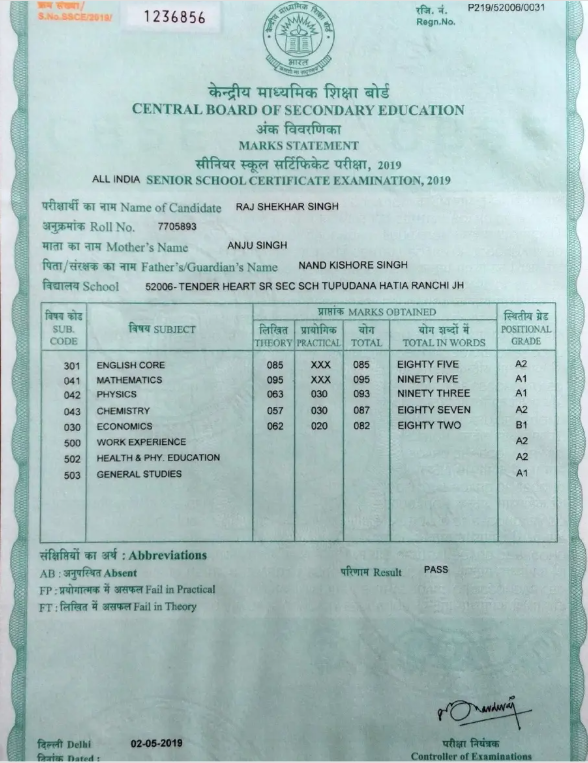 क्रम संख्या/
S.No.SSCE/2019/ 1236856
रजि. नं. P219/52006/0031
Regn.No.
भारत
केन्द्रीय माध्यमिक शिक्षा बोर्ड
CENTRAL BOARD OF SECONDARY EDUCATION
अंक विवरणिका
MARKS STATEMENT
सीनियर स्कूल सर्टिफिकेट परीक्षा, 2019
ALL INDIA SENIOR SCHOOL CERTIFICATE EXAMINATION, 2019
परीक्षार्थी का नाम Name of Candidate RAJ SHEKHAR SINGH
अनुक्रमांक Roll No. 7705893
माता का नाम Mother's Name ANJU SINGH
पिता/संरक्षक का नाम Father's/Guardian's Name NAND KISHORE SINGH
विद्यालय School 52006- TENDER HEART SR SEC SCH TUPUDANA HATIA RANCHI JH
विषय कोड SUB. CODE
विषय SUBJECT
प्राप्तांक MARKS OBTAINED
लिखित THEORY
प्रायोगिक PRACTICAL
योग TOTAL
योग शब्दों में TOTAL IN WORDS
स्थितीय ग्रेड POSITIONAL GRADE
301 ENGLISH CORE 085 XXX 085 EIGHTY FIVE A2
041 MATHEMATICS 095 XXX 095 NINETY FIVE A1
042 PHYSICS 063 030 093 NINETY THREE A1
043 CHEMISTRY 057 030 087 EIGHTY SEVEN A2
030 ECONOMICS 062 020 082 EIGHTY TWO B1
500 WORK EXPERIENCE A2
502 HEALTH & PHY. EDUCATION A2
503 GENERAL STUDIES A1
संक्षिप्तियों का अर्थ : Abbreviations
AB : अनुपस्थित Absent
परिणाम Result PASS
FP : प्रयोगात्मक में असफल Fail in Practical
FT : लिखित में असफल Fail in Theory
दिल्ली Delhi
दिनांक Dated : 02-05-2019
परीक्षा नियंत्रक
Controller of Examinations